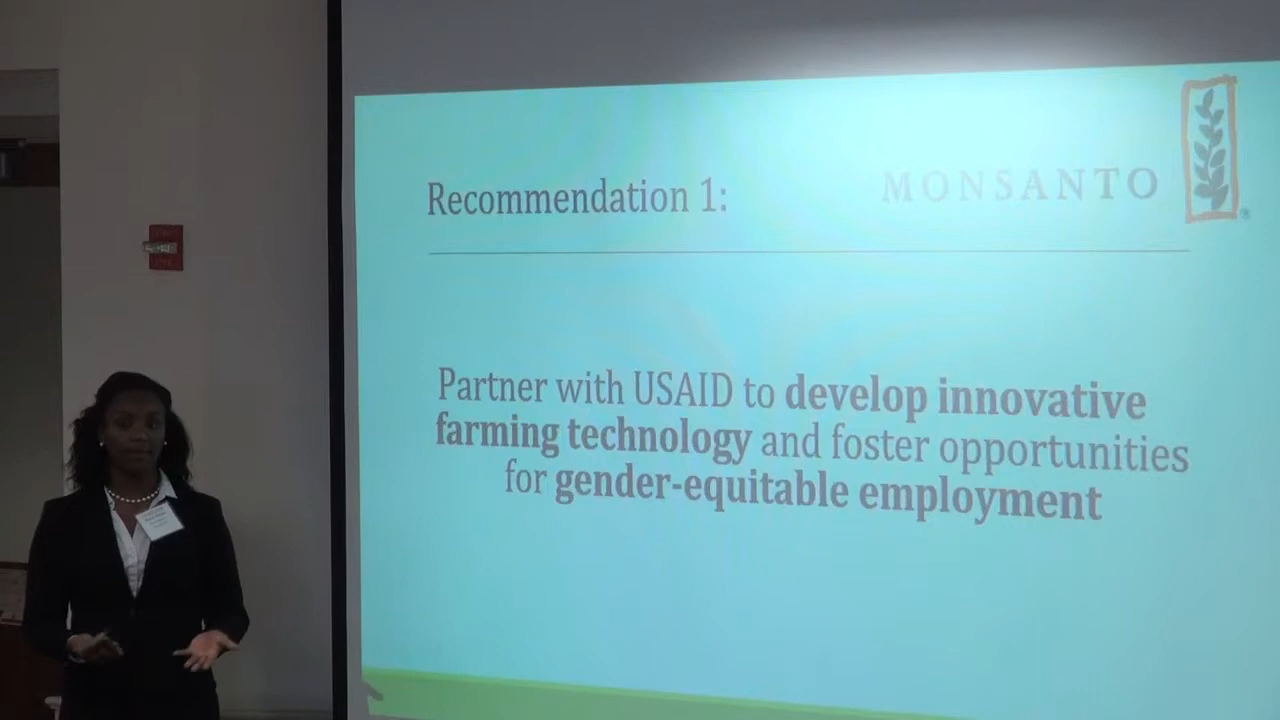 Recommendation 1:
MONSANTO
Partner with USAID to develop innovative
farming technology and foster opportunities
for gender-equitable employment